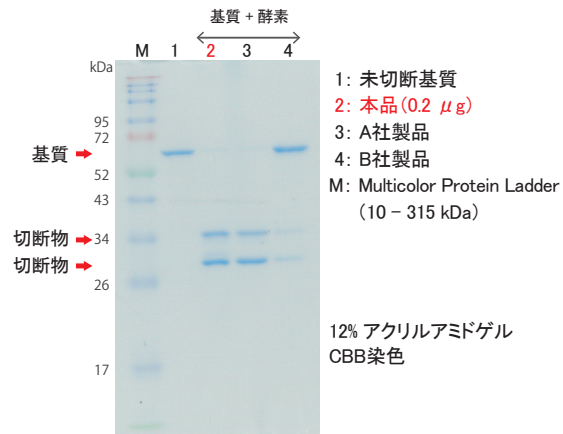 基質 + 酵素
M 1 2 3 4
kDa
95
72
基質
52
43
切断物
34
切断物
26
17
1: 未切断基質
2: 本品(0.2 μg)
3: A社製品
4: B社製品
M: Multicolor Protein Ladder
(10 - 315 kDa)
12% アクリルアミドゲル
CBB染色